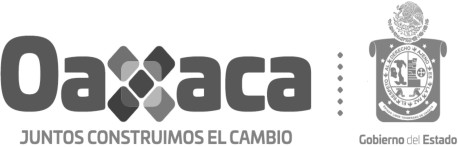 Oaxaca
JUNTOS CONSTRUIMOS EL CAMBIO
Gobierno del Estado